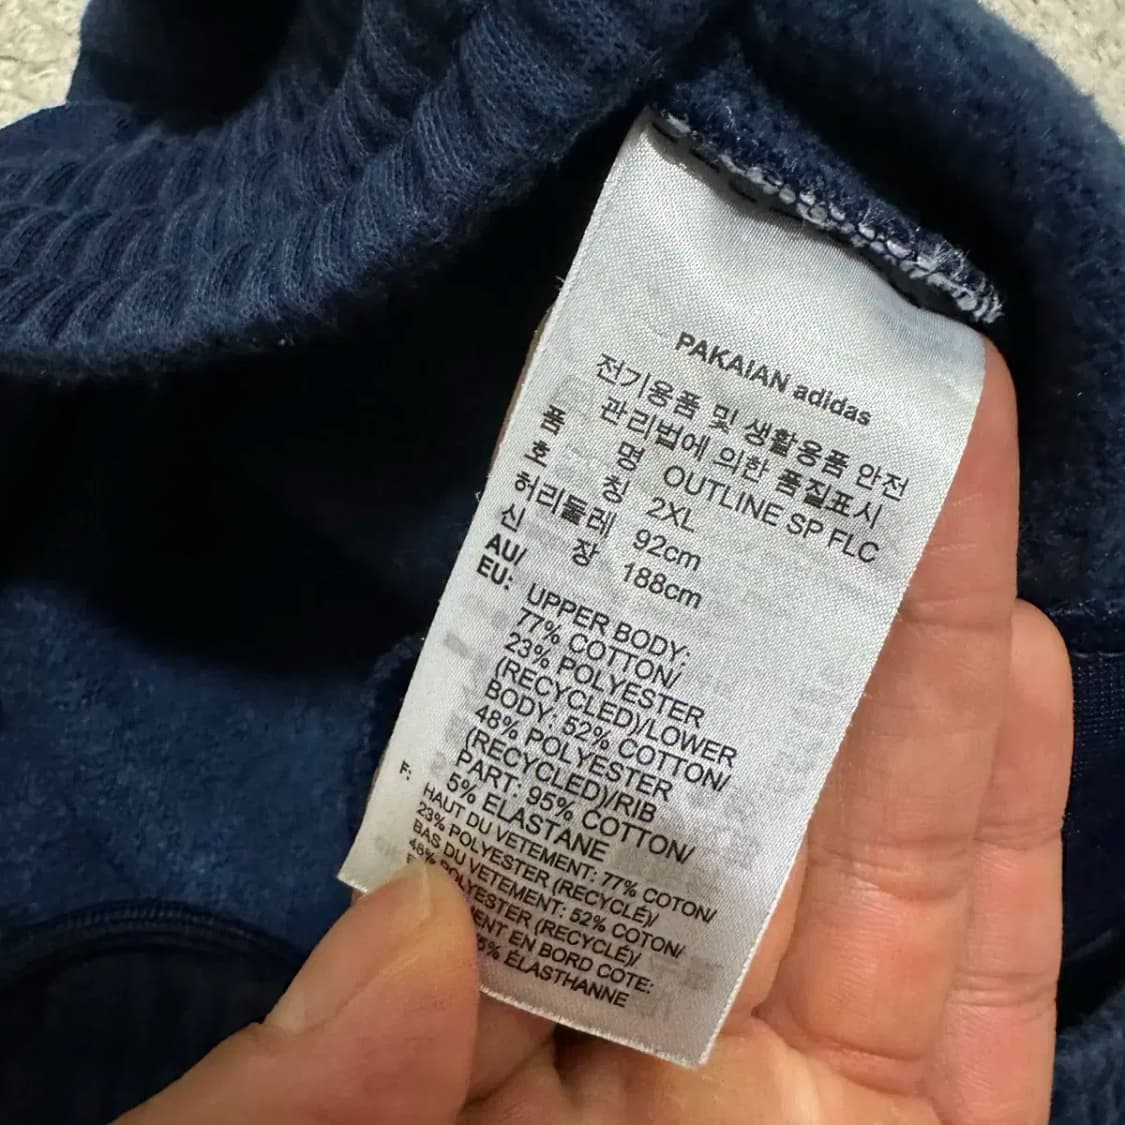 PAKAIAN adidas
전기용품 및 생활용품 안전
관리법에 의한 품질표시
품 명 OUTLINE SP FLC
호 칭 2XL
허리둘레 92cm
신 장 188cm
AU/
EU: UPPER BODY:
77% COTTON/
23% POLYESTER
(RECYCLED)/LOWER
BODY: 52% COTTON/
48% POLYESTER
(RECYCLED)/RIB
PART: 95% COTTON/
5% ELASTANE
F: HAUT DU VETEMENT: 77% COTON/
23% POLYESTER (RECYCLÉ)/
BAS DU VETEMENT: 52% COTON/
48% POLYESTER (RECYCLÉ)/
EN BORD COTE:
5% ÉLASTHANNE